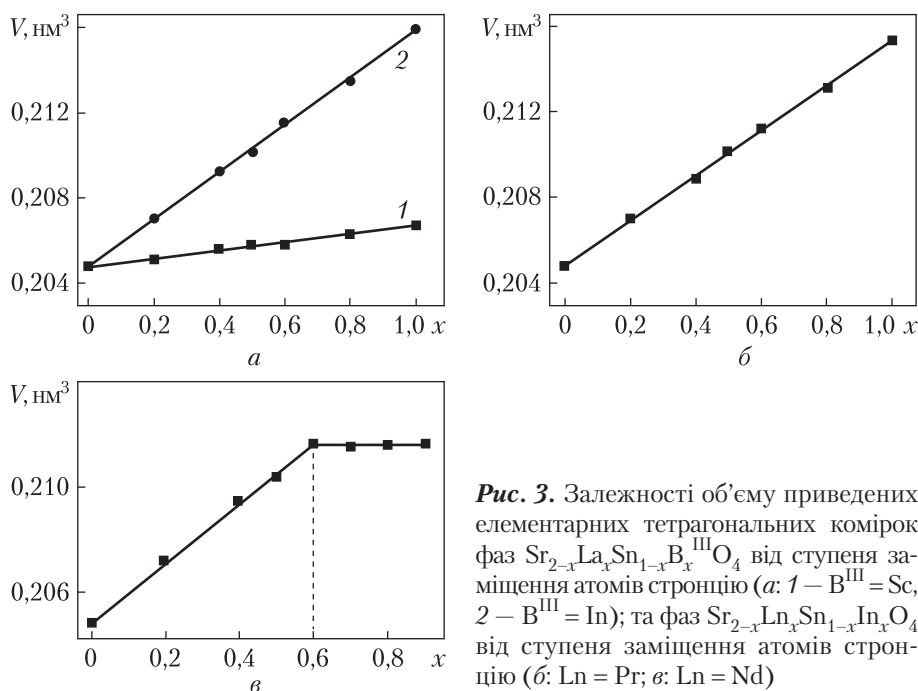 V, нм³
0,212
0,208
0,204
2
1
0 0,2 0,4 0,6 0,8 1,0 x
а
V, нм³
0,212
0,208
0,204
0 0,2 0,4 0,6 0,8 1,0 x
б
V, нм³
0,210
0,206
0 0,2 0,4 0,6 0,8 x
в
Рис. 3. Залежності об’єму приведених
елементарних тетрагональних комірок
фаз Sr₂₋ₓLaₓSn₁₋ₓBₓᴵᴵᴵO₄ від ступеня за-
міщення атомів стронцію (а: 1 — Bᴵᴵᴵ = Sc,
2 — Bᴵᴵᴵ = In); та фаз Sr₂₋ₓLnₓSn₁₋ₓInₓO₄
від ступеня заміщення атомів строн-
цію (б: Ln = Pr; в: Ln = Nd)